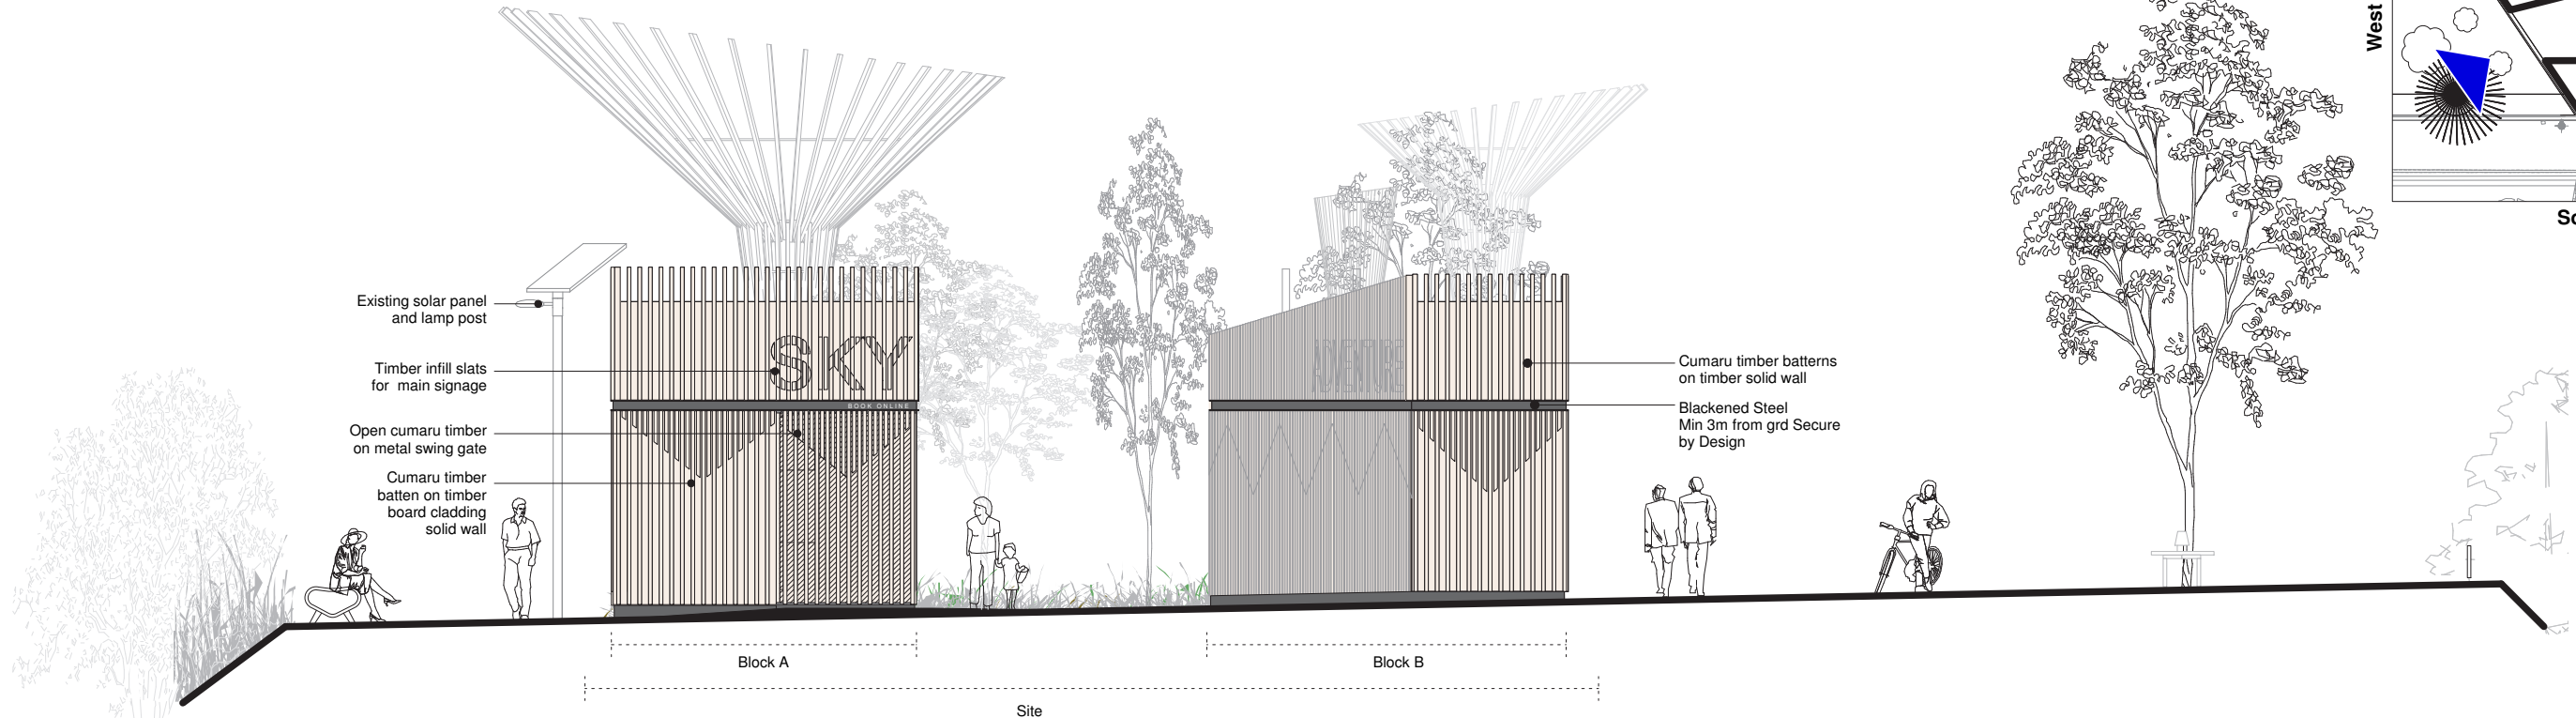 West
Existing solar panel
and lamp post
Timber infill slats
for main signage
SKY
BOOK ONLINE
Open cumaru timber
on metal swing gate
Cumaru timber
batten on timber
board cladding
solid wall
ADVENTURE
Cumaru timber batterns
on timber solid wall
Blackened Steel
Min 3m from grd Secure
by Design
Block A
Block B
Site